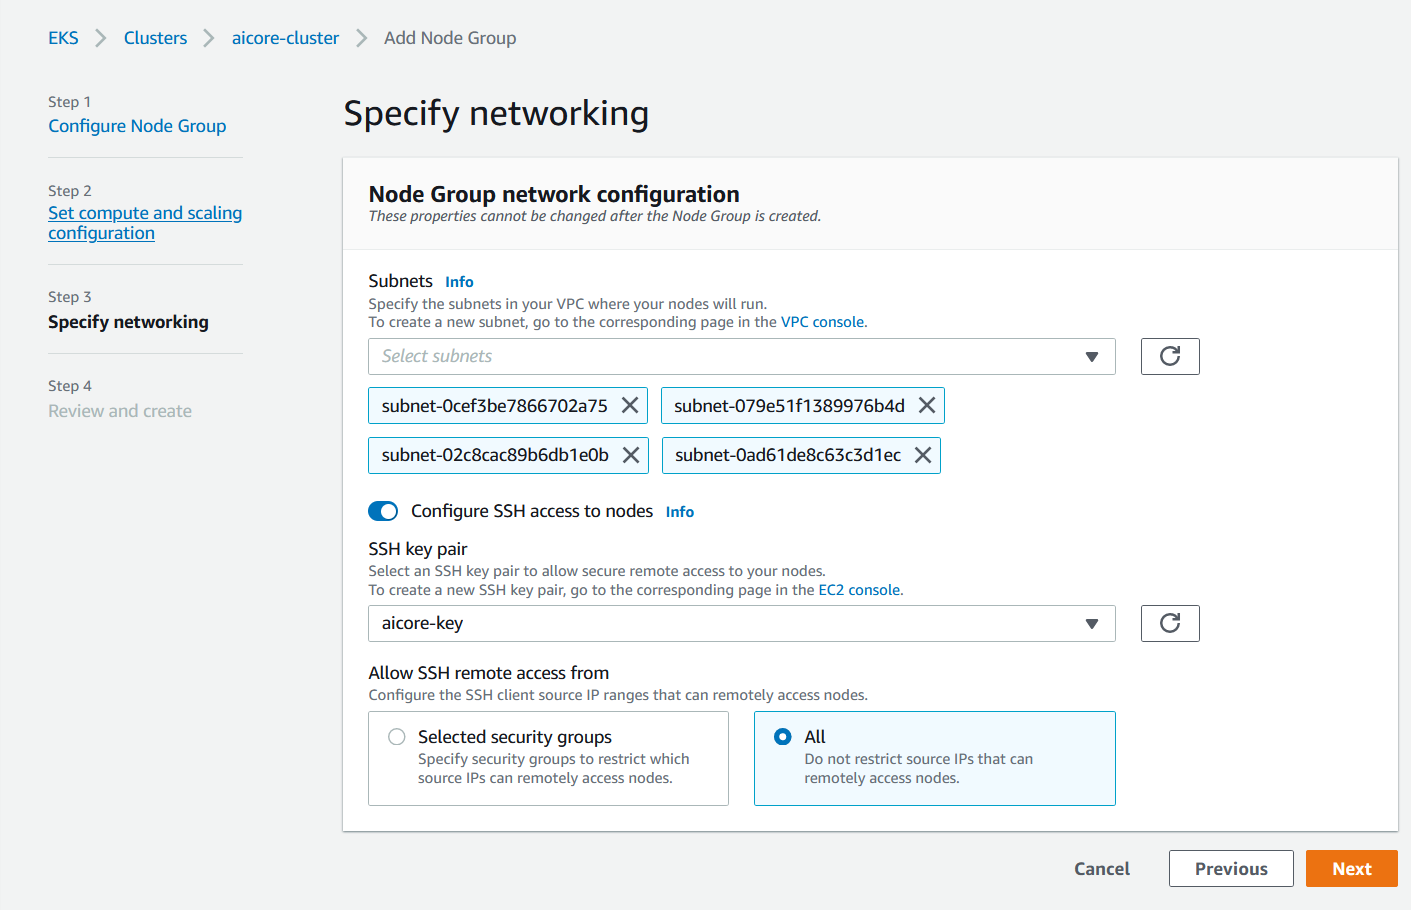 EKS > Clusters > aicore-cluster > Add Node Group
Step 1
Configure Node Group
Step 2
Set compute and scaling
configuration
Step 3
Specify networking
Step 4
Review and create
Specify networking
Node Group network configuration
These properties cannot be changed after the Node Group is created.
Subnets Info
Specify the subnets in your VPC where your nodes will run.
To create a new subnet, go to the corresponding page in the VPC console.
Select subnets
subnet-0cef3be7866702a75 subnet-079e51f1389976b4d
subnet-02c8cac89b6db1e0b subnet-0ad61de8c63c3d1ec
Configure SSH access to nodes Info
SSH key pair
Select an SSH key pair to allow secure remote access to your nodes.
To create a new SSH key pair, go to the corresponding page in the EC2 console.
aicore-key
Allow SSH remote access from
Configure the SSH client source IP ranges that can remotely access nodes.
Selected security groups
Specify security groups to restrict which
source IPs can remotely access nodes.
All
Do not restrict source IPs that can
remotely access nodes.
Cancel Previous Next